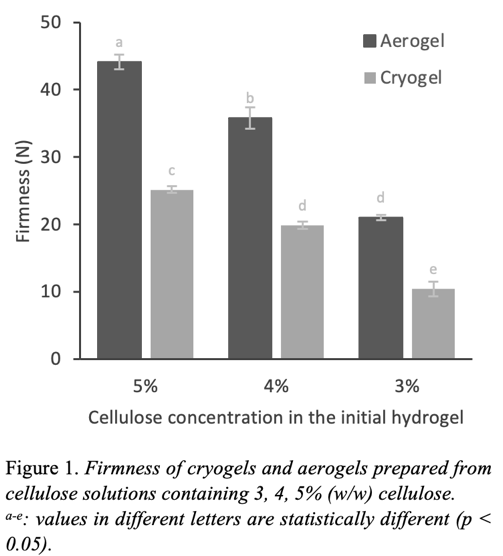 50
Aerogel
Cryogel
a
40
b
30
c
d
d
20
e
10
0
Firmness (N)
5% 4% 3%
Cellulose concentration in the initial hydrogel
Figure 1. Firmness of cryogels and aerogels prepared from
cellulose solutions containing 3, 4, 5% (w/w) cellulose.
a-e: values in different letters are statistically different (p <
0.05).